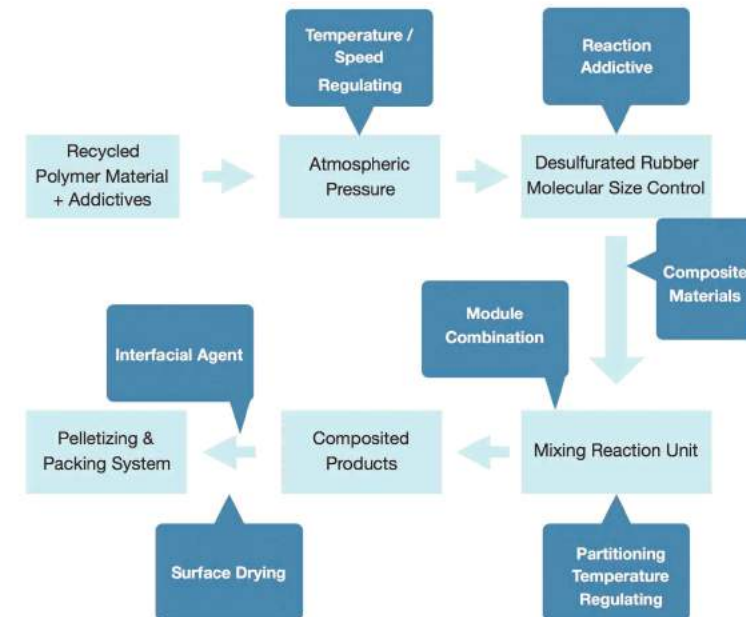 Temperature /
Speed
Regulating
Reaction
Addictive
Recycled
Polymer Material
+ Addictives
Atmospheric
Pressure
Desulfurated Rubber
Molecular Size Control
Composite
Materials
Module
Combination
Interfacial Agent
Pelletizing &
Packing System
Composited
Products
Mixing Reaction Unit
Surface Drying
Partitioning
Temperature
Regulating